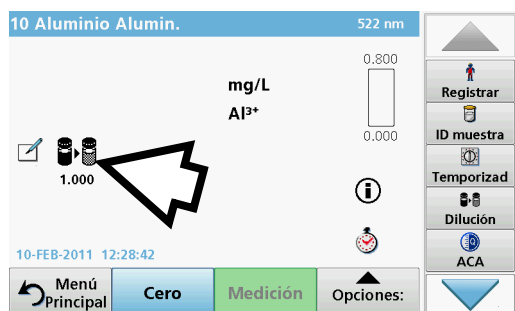 10 Aluminio Alumin.
522 nm
0.800
mg/L
Al³⁺
0.000
1.000
10-FEB-2011 12:28:42
Menú
Principal
Cero
Medición
Opciones:
Registrar
ID muestra
Temporizad
Dilución
ACA